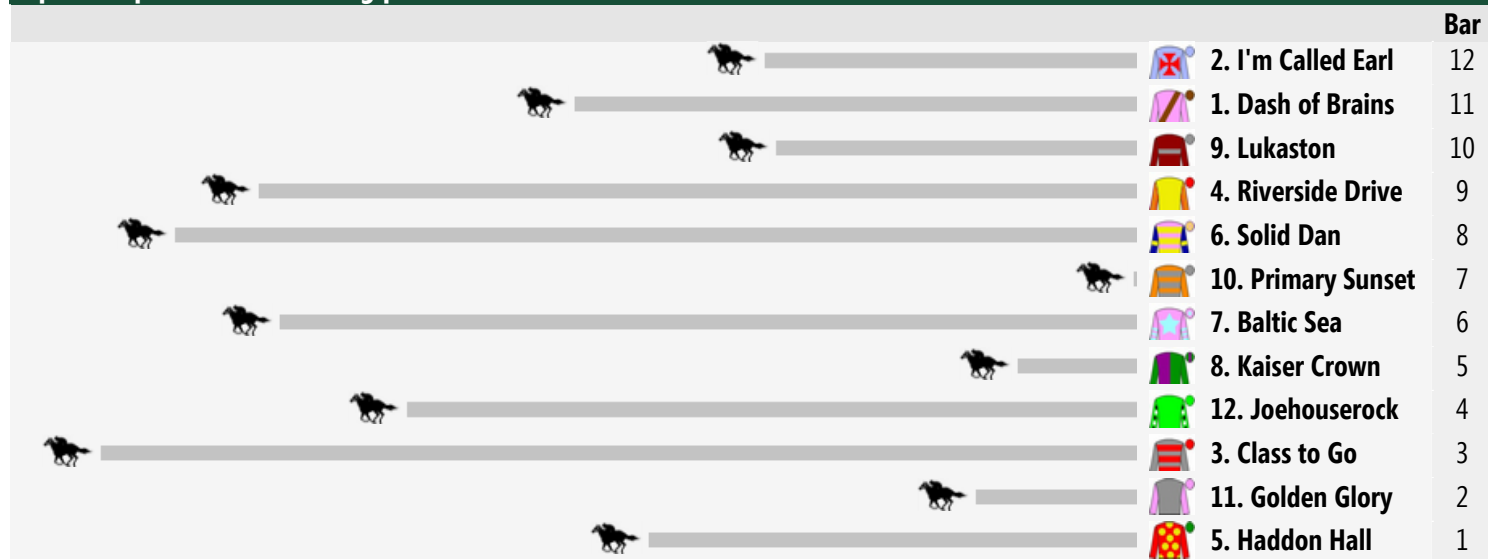 Bar
2. I'm Called Earl 12
1. Dash of Brains 11
9. Lukaston 10
4. Riverside Drive 9
6. Solid Dan 8
10. Primary Sunset 7
7. Baltic Sea 6
8. Kaiser Crown 5
12. Joehouserock 4
3. Class to Go 3
11. Golden Glory 2
5. Haddon Hall 1